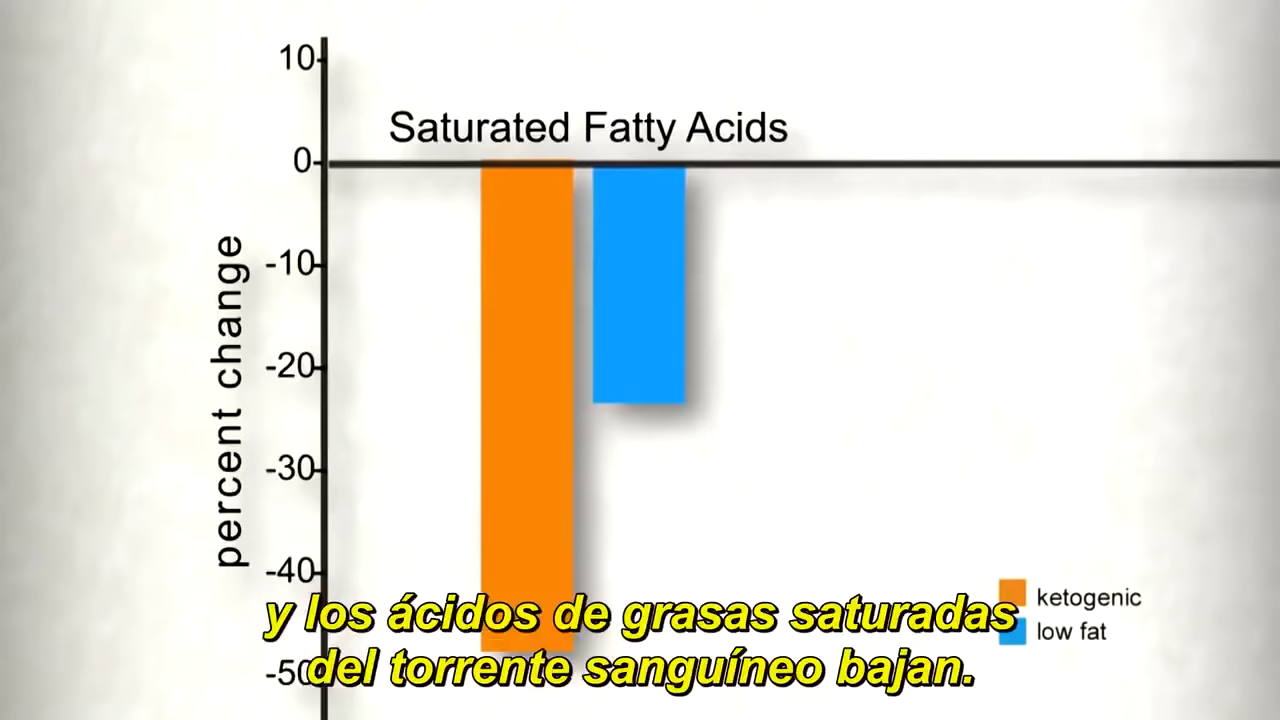 10
Saturated Fatty Acids
0
-10
percent change
-20
-30
-40
ketogenic
low fat
-50
y los ácidos de grasas saturadas
del torrente sanguíneo bajan.